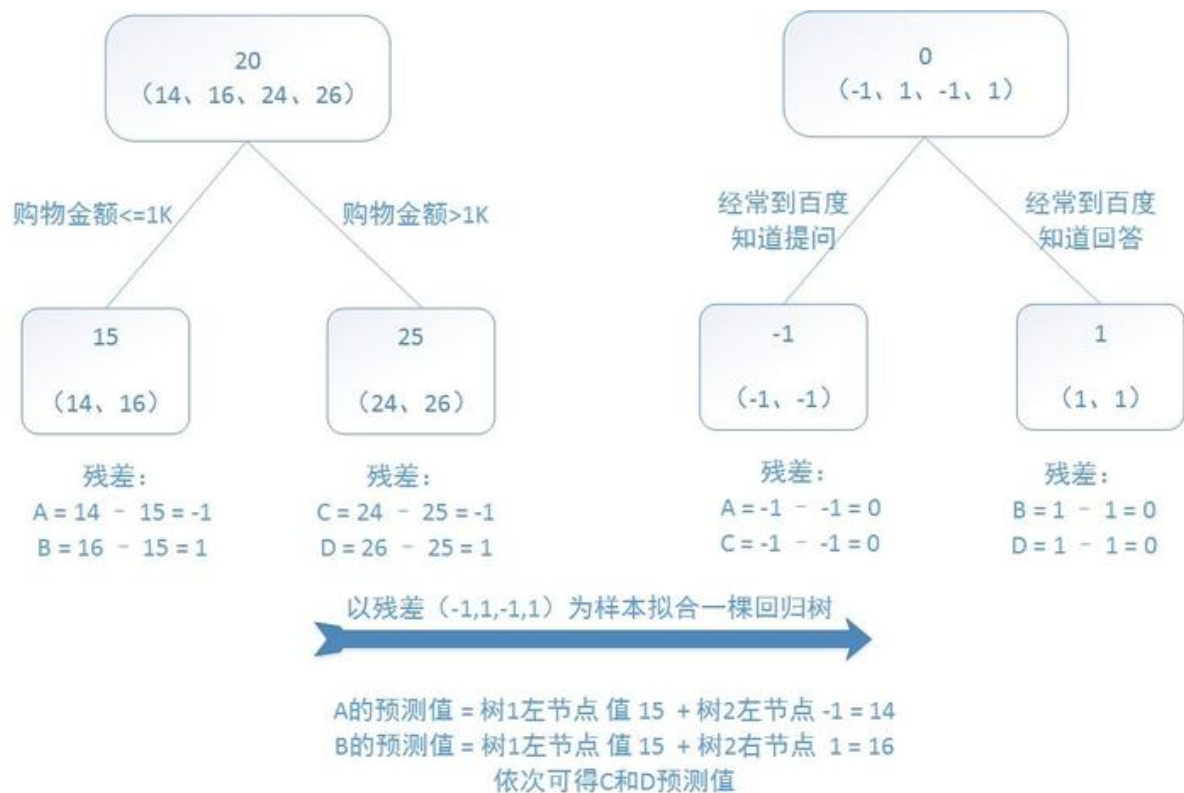 20
（14、16、24、26）
购物金额<=1K
购物金额>1K
15
（14、16）
25
（24、26）
残差：
A = 14 - 15 = -1
B = 16 - 15 = 1
残差：
C = 24 - 25 = -1
D = 26 - 25 = 1
0
（-1、1、-1、1）
经常到百度
知道提问
经常到百度
知道回答
-1
（-1、-1）
1
（1、1）
残差：
A = -1 - -1 = 0
C = -1 - -1 = 0
残差：
B = 1 - 1 = 0
D = 1 - 1 = 0
以残差（-1,1,-1,1）为样本拟合一棵回归树
A的预测值 = 树1左节点 值 15 + 树2左节点 -1 = 14
B的预测值 = 树1左节点 值 15 + 树2右节点 1 = 16
依次可得C和D预测值